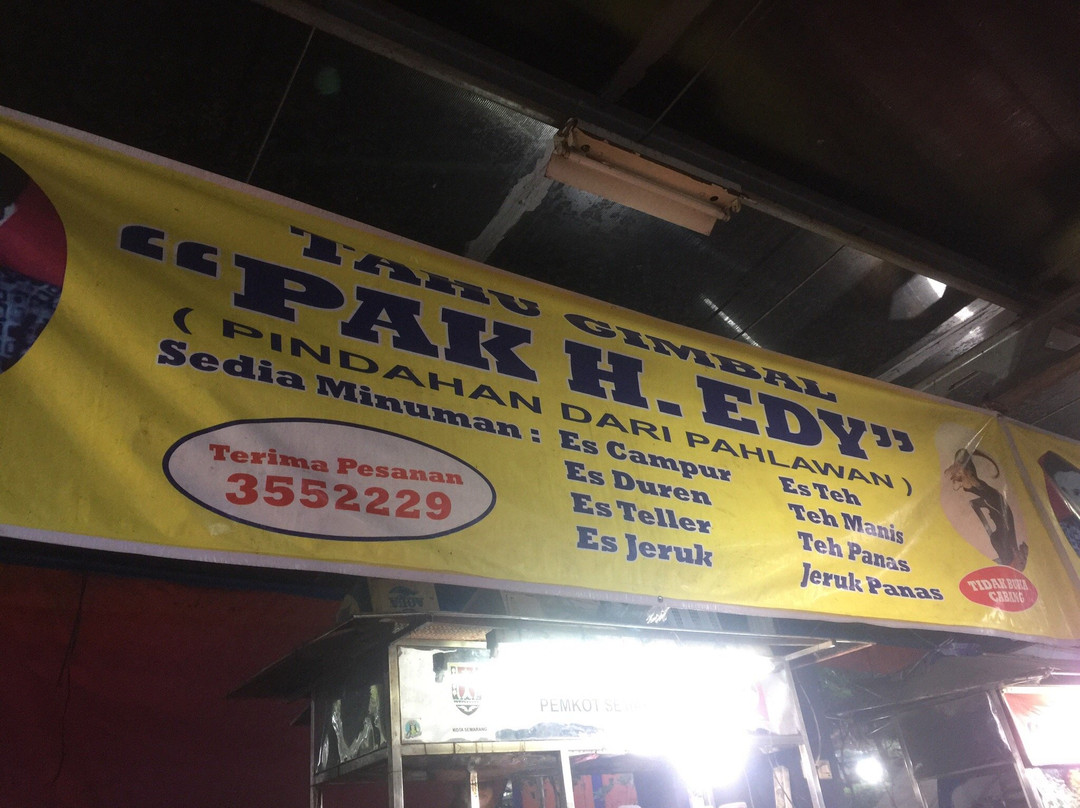 TAHU GIMBAL
"PAK H. EDY"
( PINDAHAN DARI PAHLAWAN )
Sedia Minuman : Es Campur
Es Duren
Es Teller
Es Jeruk
Es Teh
Teh Manis
Teh Panas
Jeruk Panas
Terima Pesanan
3552229
TIDAK BUKA
CABANG
PEMKOT
KOTA SEMARANG